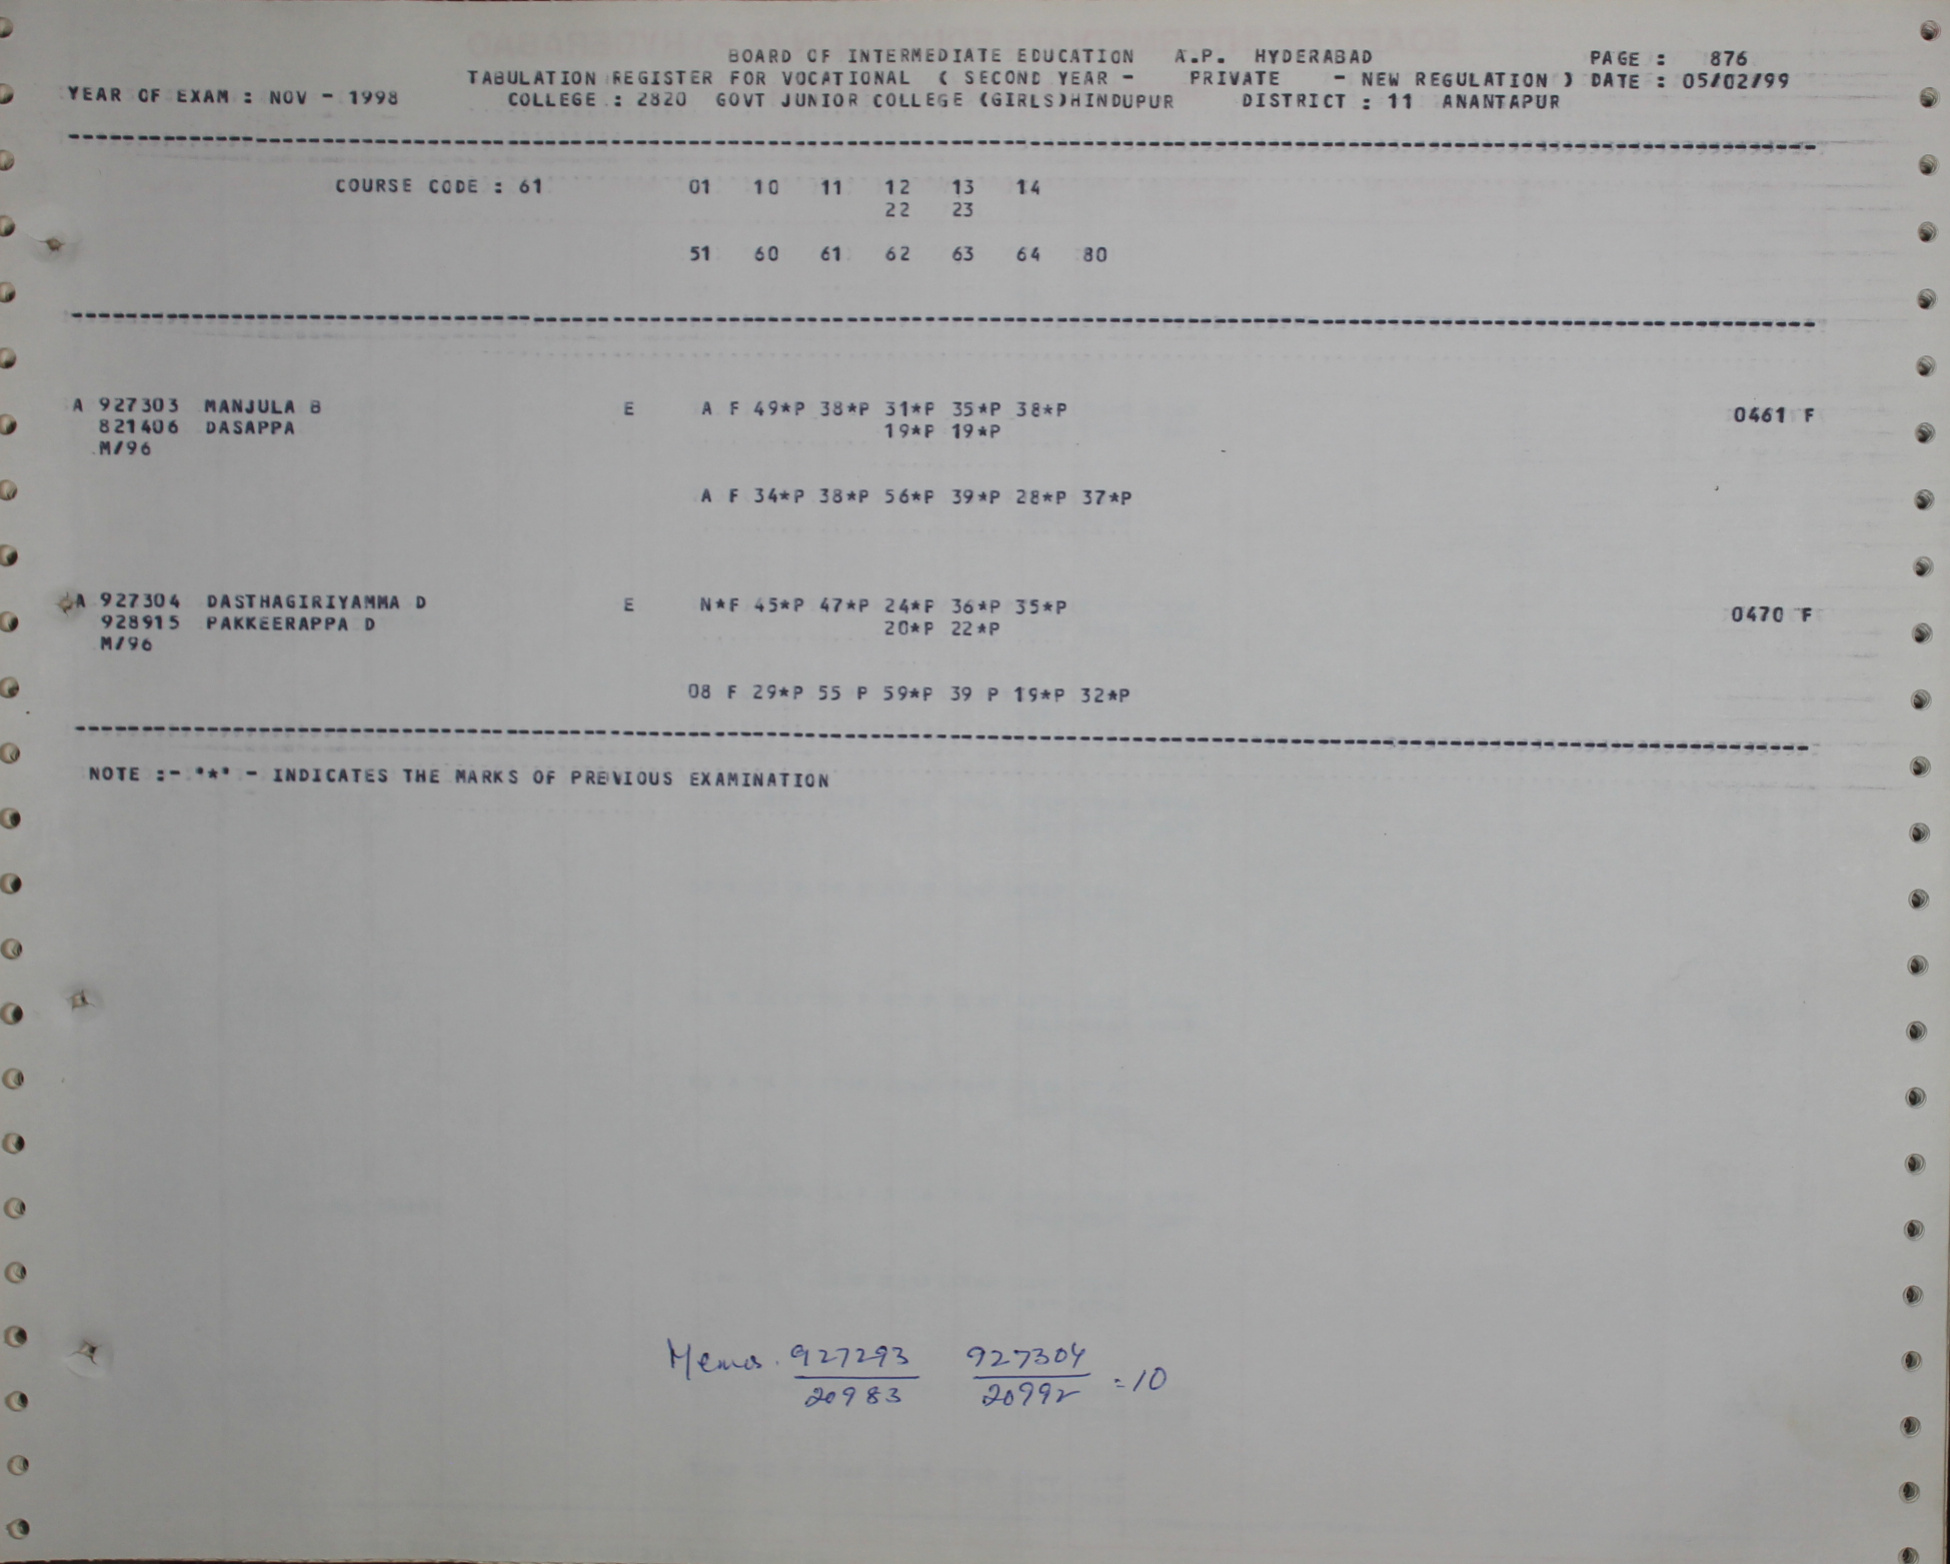 BOARD OF INTERMEDIATE EDUCATION A.P. HYDERABAD PAGE : 876
TABULATION REGISTER FOR VOCATIONAL ( SECOND YEAR - PRIVATE - NEW REGULATION ) DATE : 05/02/99
YEAR OF EXAM : NOV - 1998 COLLEGE : 2820 GOVT JUNIOR COLLEGE (GIRLS)HINDUPUR DISTRICT : 11 ANANTAPUR
COURSE CODE : 61 01 10 11 12 13 14
22 23
51 60 61 62 63 64 80
A 927303 MANJULA B E A F 49*P 38*P 31*P 35*P 38*P 0461 F
821406 DASAPPA 19*P 19*P
M/96
A F 34*P 38*P 56*P 39*P 28*P 37*P
A 927304 DASTHAGIRIYAMMA D E N*F 45*P 47*P 24*P 36*P 35*P 0470 F
928915 PAKKEERAPPA D 20*P 22*P
M/96
08 F 29*P 55 P 59*P 39 P 19*P 32*P
NOTE :- "*" - INDICATES THE MARKS OF PREVIOUS EXAMINATION
Memos. 927293 927304
20983 20992 = 10